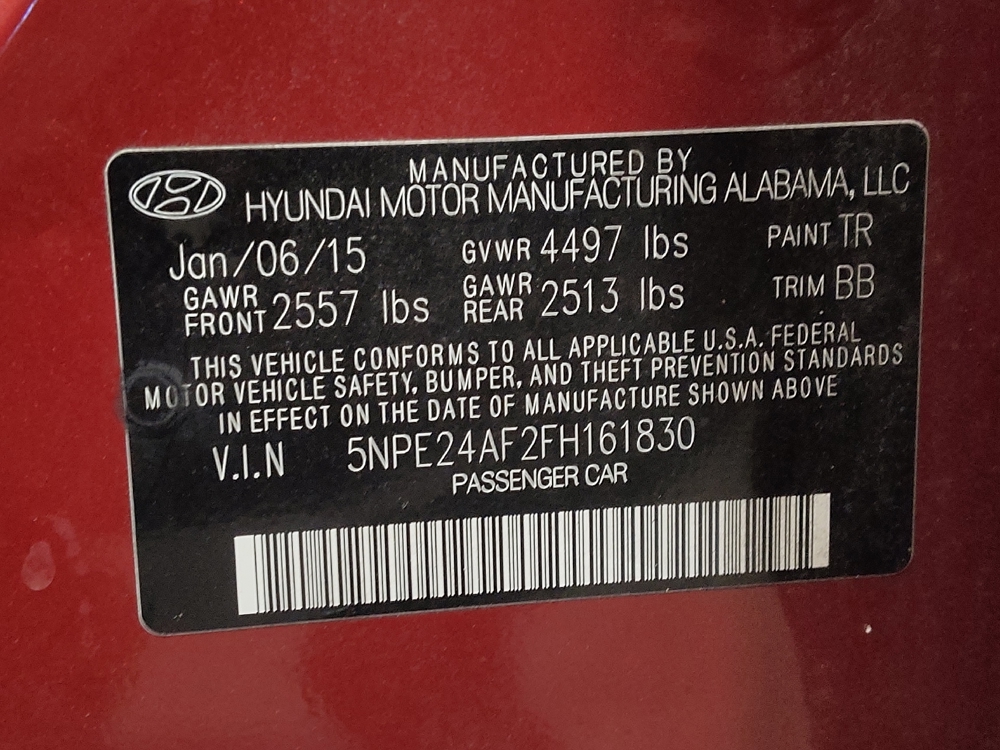 MANUFACTURED BY
HYUNDAI MOTOR MANUFACTURING ALABAMA, LLC
Jan/06/15 GVWR 4497 lbs PAINT TR
GAWR FRONT 2557 lbs GAWR REAR 2513 lbs TRIM BB
THIS VEHICLE CONFORMS TO ALL APPLICABLE U.S.A. FEDERAL
MOTOR VEHICLE SAFETY, BUMPER, AND THEFT PREVENTION STANDARDS
IN EFFECT ON THE DATE OF MANUFACTURE SHOWN ABOVE
V.I.N 5NPE24AF2FH161830
PASSENGER CAR